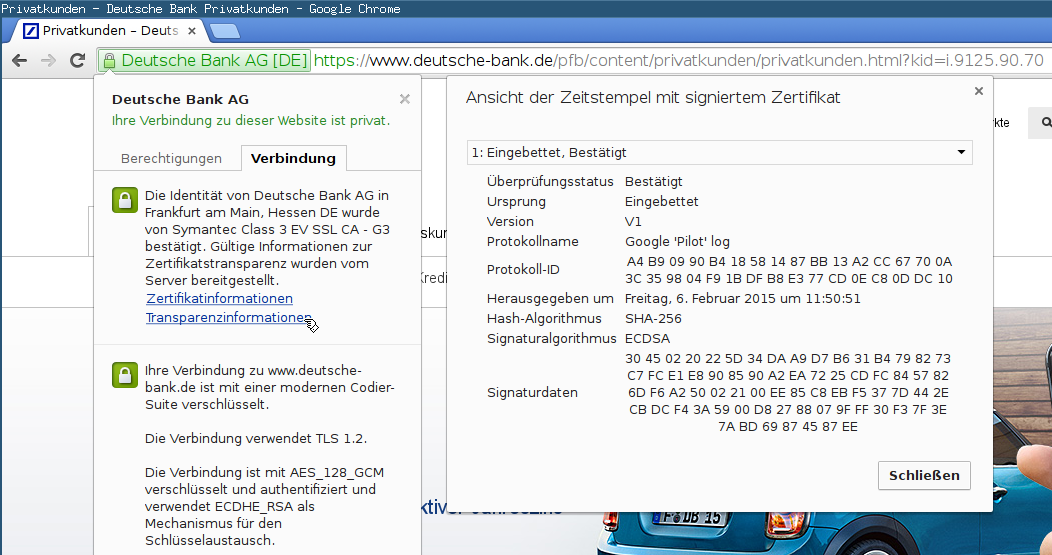 Privatkunden – Deutsche Bank Privatkunden - Google Chrome
Privatkunden – Deuts
Deutsche Bank AG [DE] https://www.deutsche-bank.de/pfb/content/privatkunden/privatkunden.html?kid=i.9125.90.70
Deutsche Bank AG
Ihre Verbindung zu dieser Website ist privat.
Berechtigungen Verbindung
Die Identität von Deutsche Bank AG in
Frankfurt am Main, Hessen DE wurde
von Symantec Class 3 EV SSL CA - G3
bestätigt. Gültige Informationen zur
Zertifikatstransparenz wurden vom
Server bereitgestellt.
Zertifikatinformationen
Transparenzinformationen
Ihre Verbindung zu www.deutsche-
bank.de ist mit einer modernen Codier-
Suite verschlüsselt.
Die Verbindung verwendet TLS 1.2.
Die Verbindung ist mit AES_128_GCM
verschlüsselt und authentifiziert und
verwendet ECDHE_RSA als
Mechanismus für den
Schlüsselaustausch.
Ansicht der Zeitstempel mit signiertem Zertifikat
1: Eingebettet, Bestätigt
Überprüfungsstatus Bestätigt
Ursprung Eingebettet
Version V1
Protokollname Google 'Pilot' log
Protokoll-ID A4 B9 09 90 B4 18 58 14 87 BB 13 A2 CC 67 70 0A
3C 35 98 04 F9 1B DF B8 E3 77 CD 0E C8 0D DC 10
Herausgegeben um Freitag, 6. Februar 2015 um 11:50:51
Hash-Algorithmus SHA-256
Signaturalgorithmus ECDSA
Signaturdaten 30 45 02 20 22 5D 34 DA A9 D7 B6 31 B4 79 82 73
C7 FC E1 E8 90 85 90 A2 EA 72 25 CD FC 84 57 82
6D F6 A2 50 02 21 00 EE 85 C8 EB F5 37 7D 44 2E
CB DC F4 3A 59 00 D8 27 88 07 9F FF 30 F3 7F 3E
7A BD 69 87 45 87 EE
Schließen
rkte
skur
Kredi
F DB 15